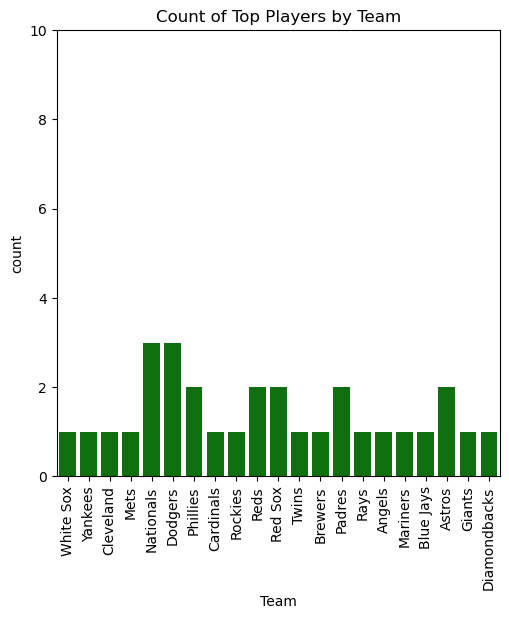 Count of Top Players by Team
10
8
6
4
2
0
count
White Sox
Yankees
Cleveland
Mets
Nationals
Dodgers
Phillies
Cardinals
Rockies
Reds
Red Sox
Twins
Brewers
Padres
Rays
Angels
Mariners
Blue Jays
Astros
Giants
Diamondbacks
Team